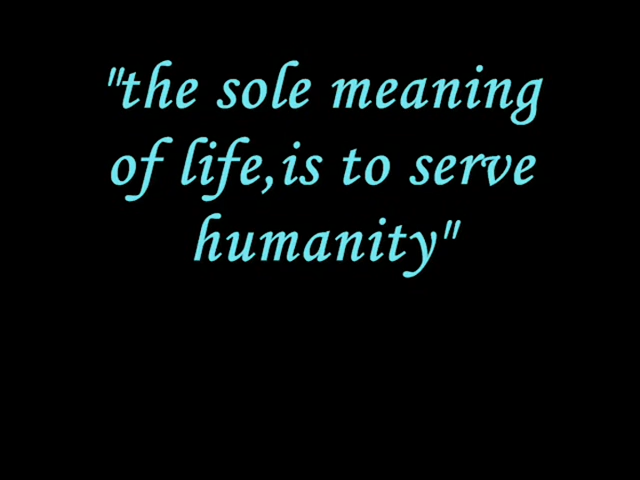 "the sole meaning
of life,is to serve
humanity"